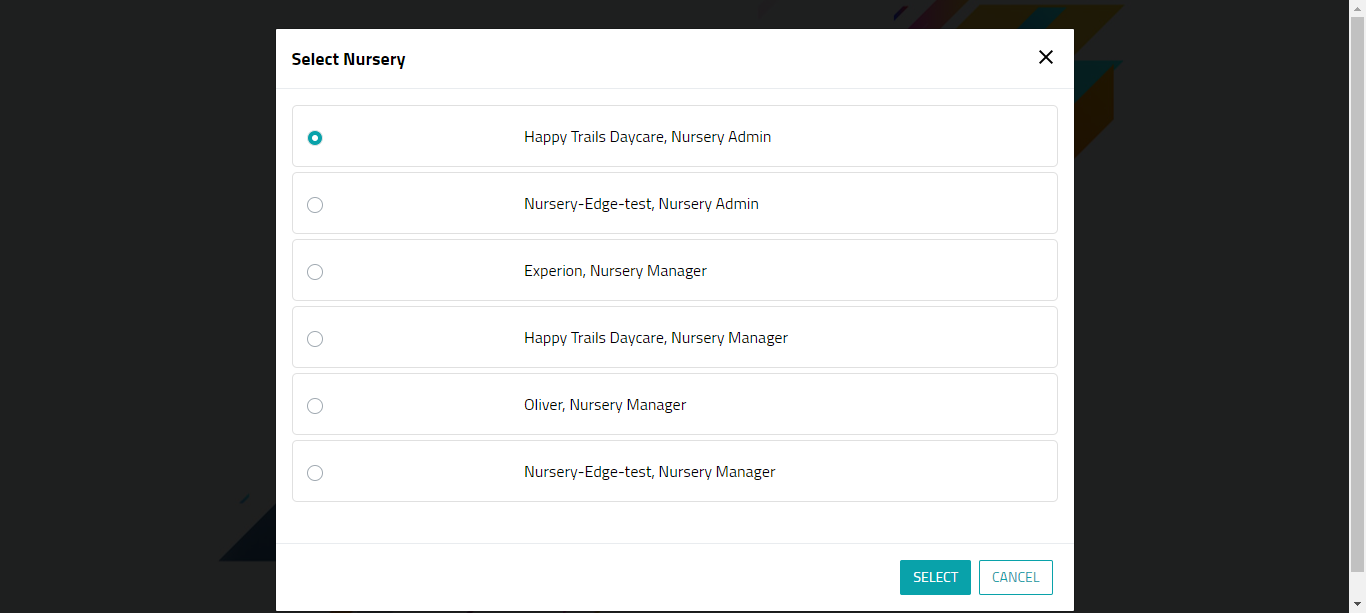 Select Nursery
Happy Trails Daycare, Nursery Admin
Nursery-Edge-test, Nursery Admin
Experion, Nursery Manager
Happy Trails Daycare, Nursery Manager
Oliver, Nursery Manager
Nursery-Edge-test, Nursery Manager
SELECT
CANCEL